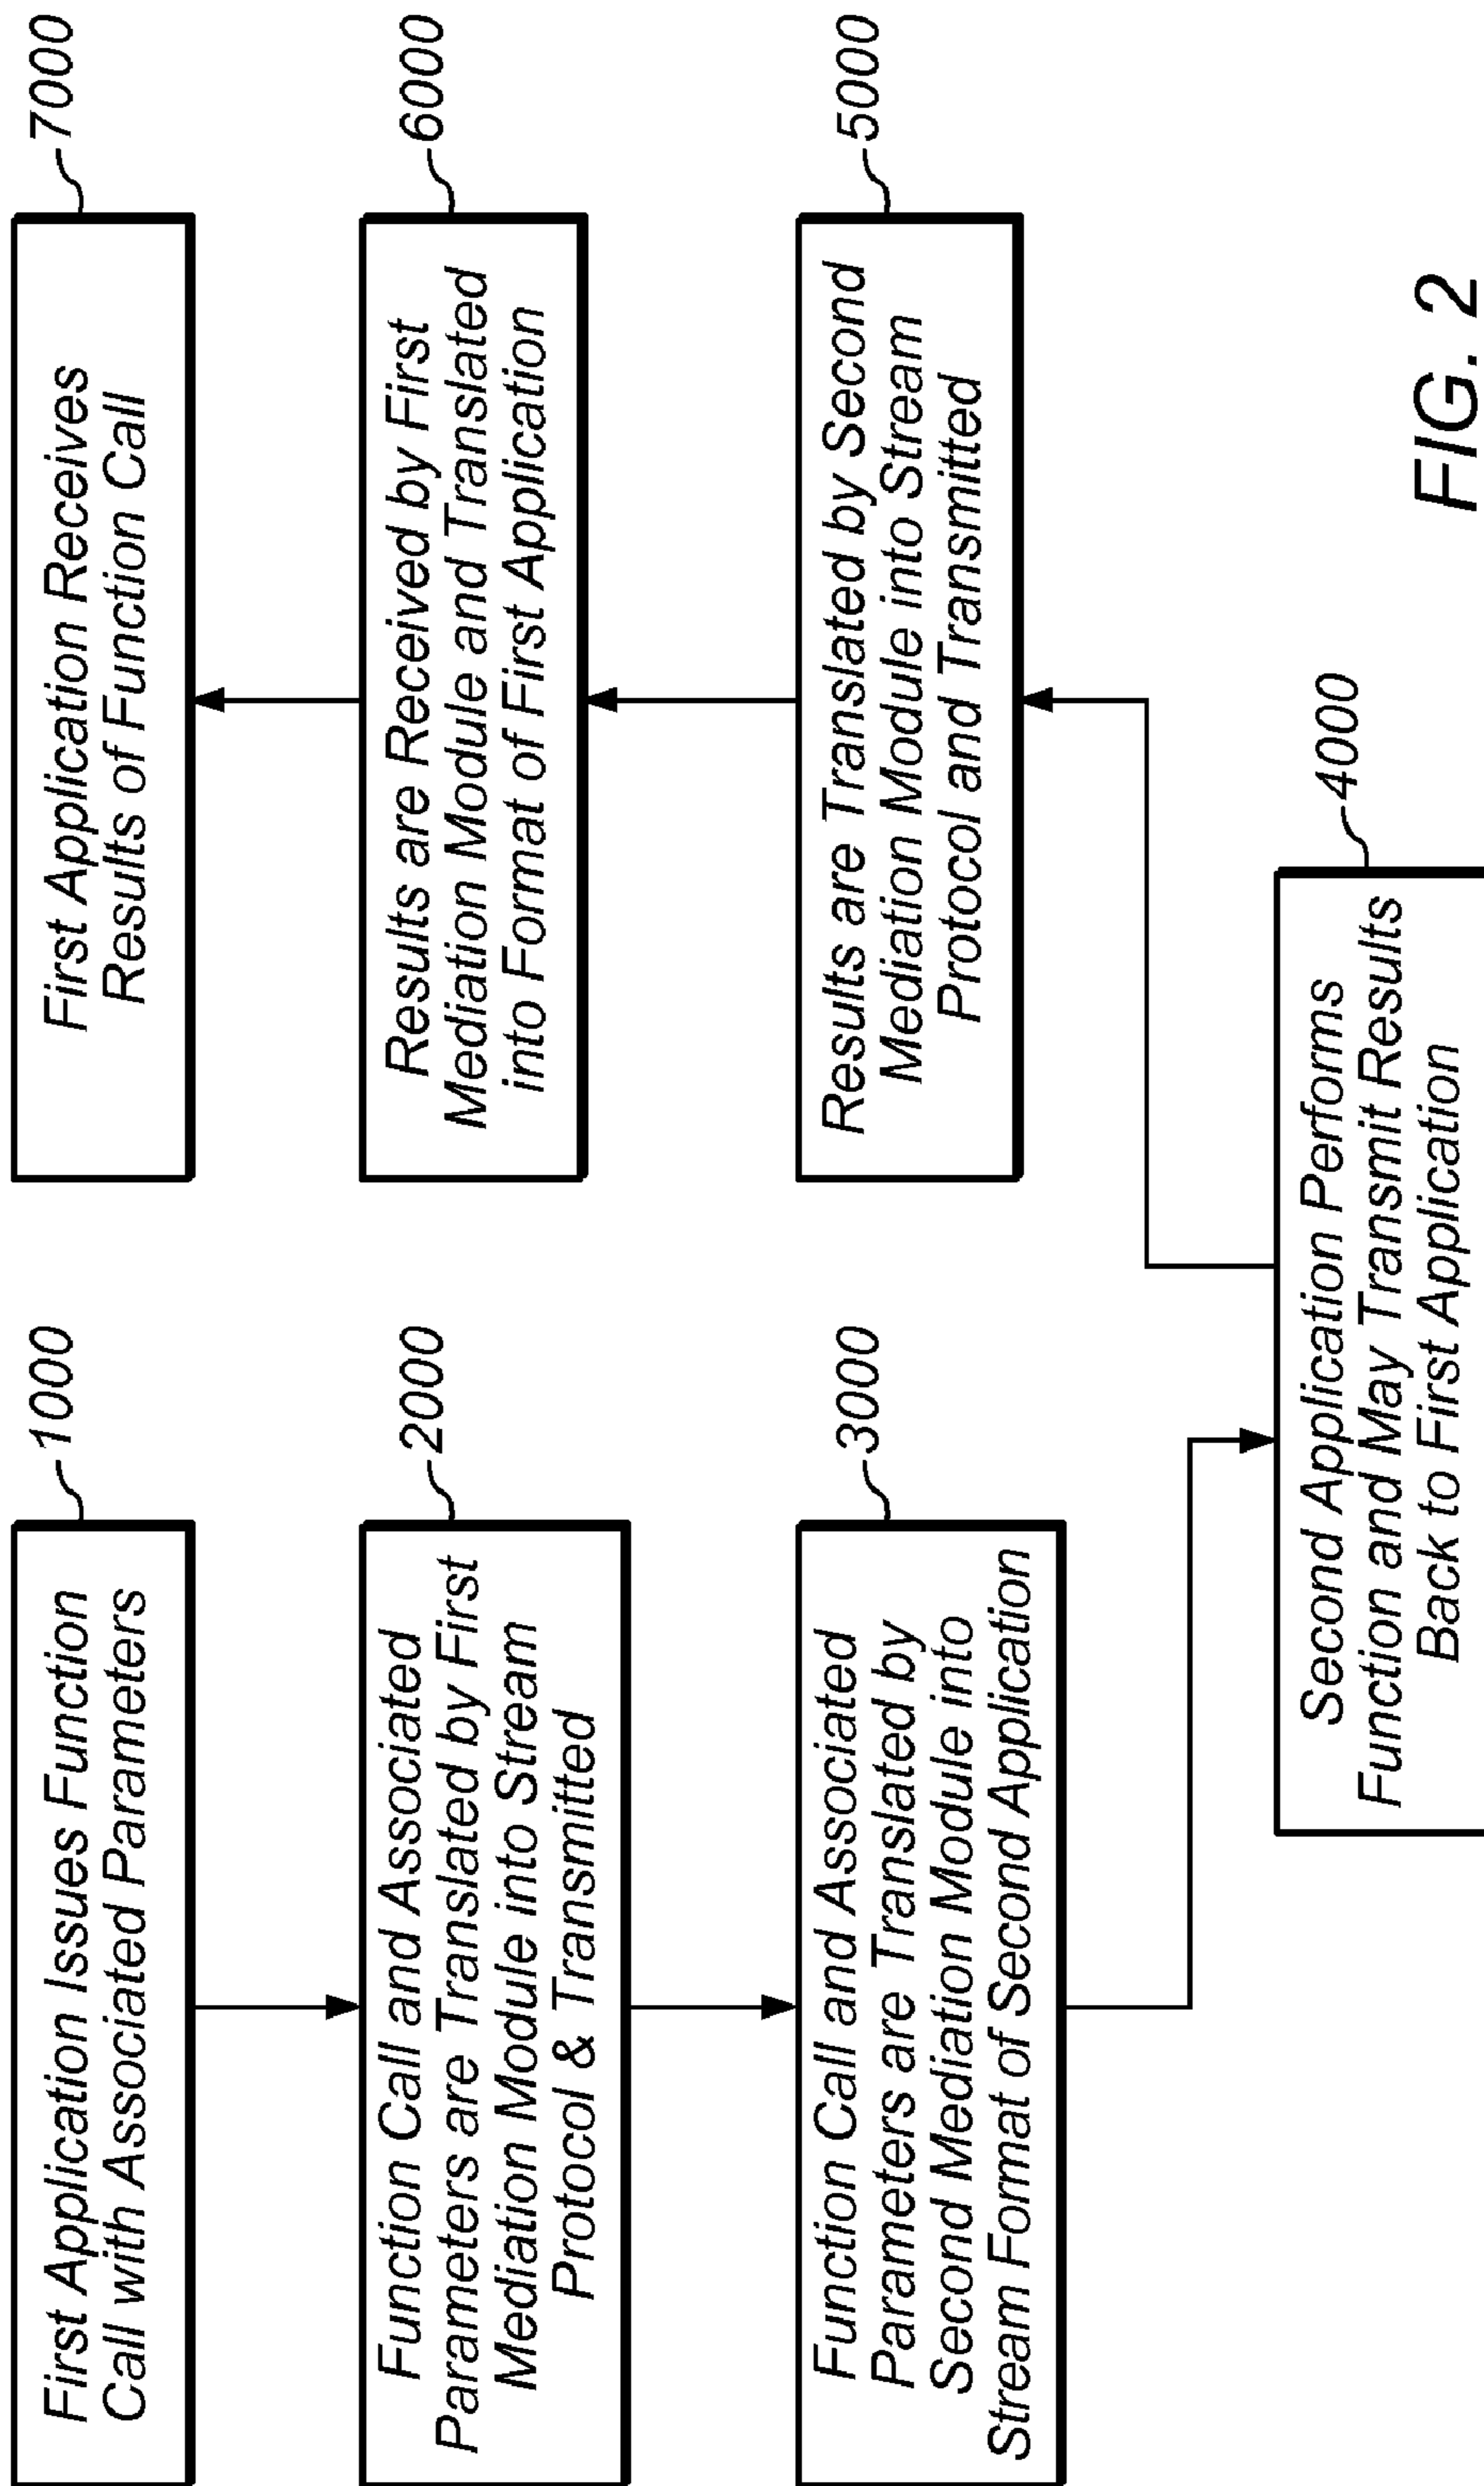 1000
First Application Issues Function
Call with Associated Parameters
2000
Function Call and Associated
Parameters are Translated by First
Mediation Module into Stream
Protocol & Transmitted
3000
Function Call and Associated
Parameters are Translated by
Second Mediation Module into
Stream Format of Second Application
4000
Second Application Performs
Function and May Transmit Results
Back to First Application
5000
Results are Translated by Second
Mediation Module into Stream
Protocol and Transmitted
6000
Results are Received by First
Mediation Module and Translated
into Format of First Application
7000
First Application Receives
Results of Function Call
FIG. 2